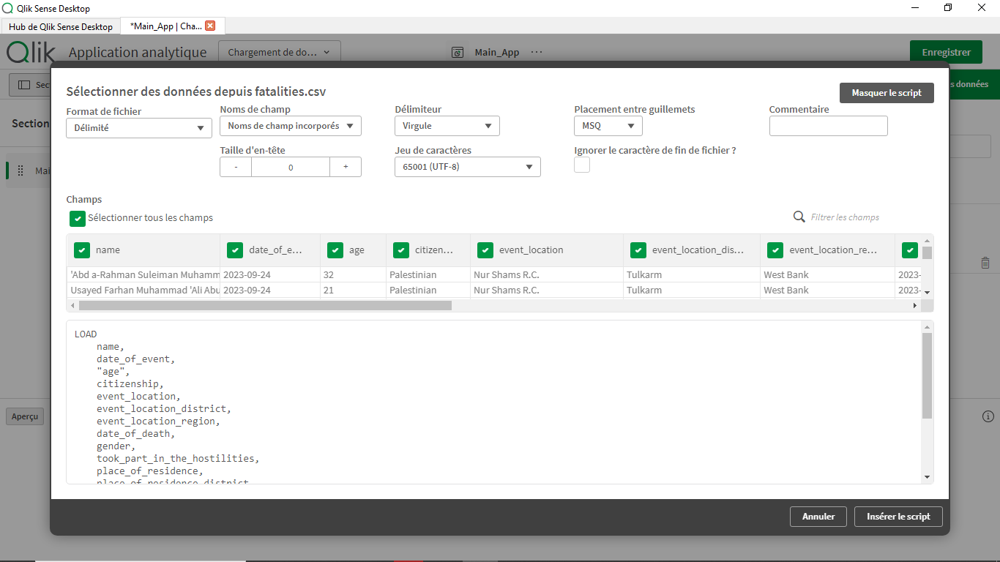 Qlik Sense Desktop
Hub de Qlik Sense Desktop
*Main_App | Cha...
Qlik Application analytique
Chargement de do...
Main_App ...
Enregistrer
Sec
s données
Sélectionner des données depuis fatalities.csv
Masquer le script
Section
Mai
Format de fichier
Délimité
Noms de champ
Noms de champ incorporés
Délimiteur
Virgule
Placement entre guillemets
MSQ
Commentaire
Taille d'en-tête
- 0 +
Jeu de caractères
65001 (UTF-8)
Ignorer le caractère de fin de fichier ?
Champs
Sélectionner tous les champs
Filtrer les champs
name date_of_e... age citizen... event_location event_location_dis... event_location_re...
'Abd a-Rahman Suleiman Muhamm 2023-09-24 32 Palestinian Nur Shams R.C. Tulkarm West Bank 2023-
Usayed Farhan Muhammad 'Ali Abu 2023-09-24 21 Palestinian Nur Shams R.C. Tulkarm West Bank 2023-
LOAD
name,
date_of_event,
"age",
citizenship,
event_location,
event_location_district,
event_location_region,
date_of_death,
gender,
took_part_in_the_hostilities,
place_of_residence,
place_of_residence_district
Aperçu
Annuler
Insérer le script